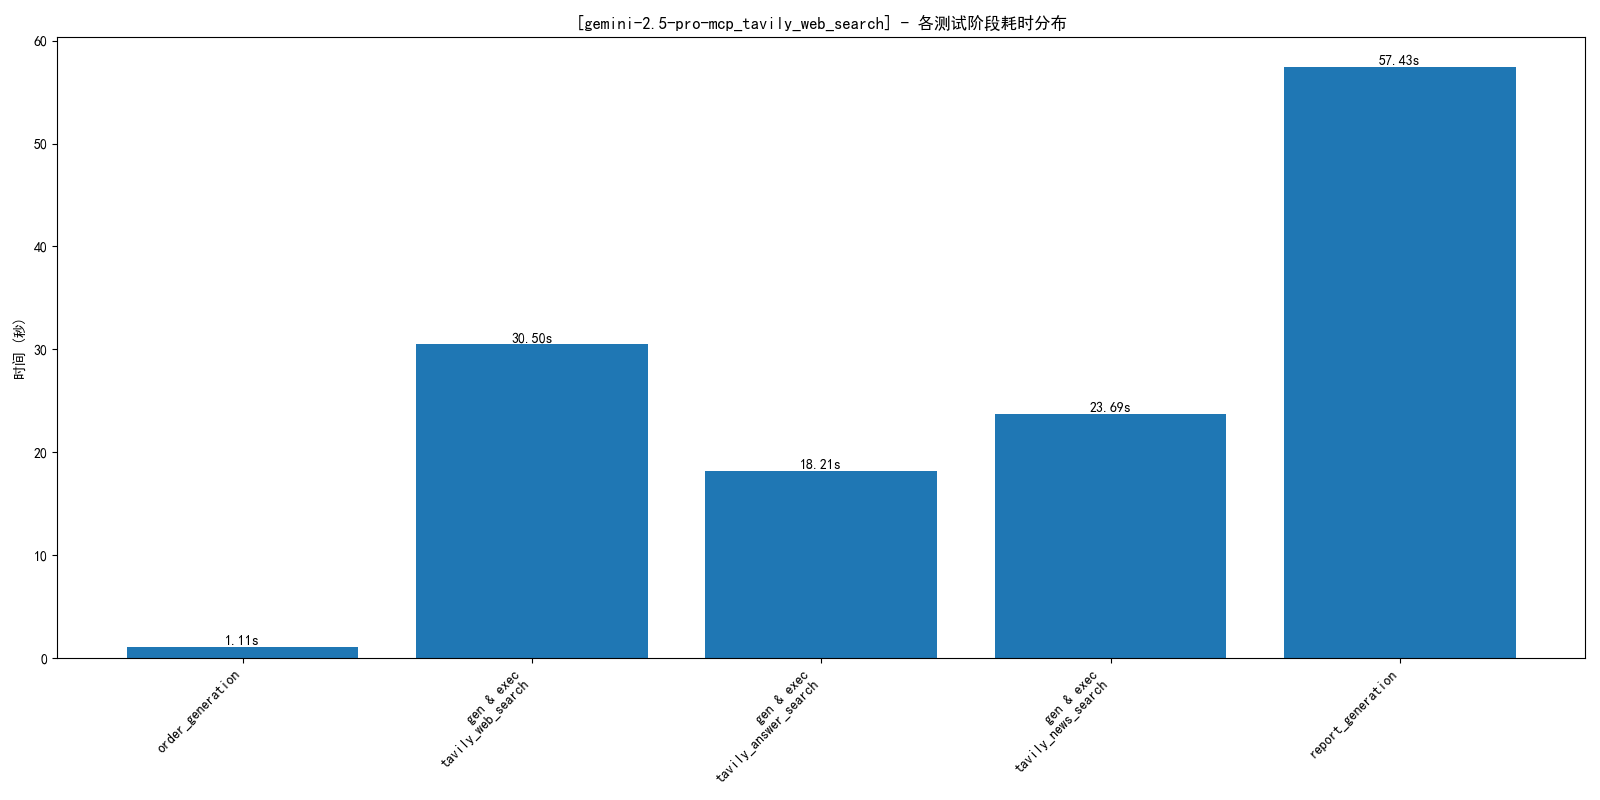 [gemini-2.5-pro-mcp_tavily_web_search] - 各测试阶段耗时分布
时间 (秒)
60
50
40
30
20
10
0
1.11s
30.50s
18.21s
23.69s
57.43s
order_generation
gen & exec
tavily_web_search
gen & exec
tavily_answer_search
gen & exec
tavily_news_search
report_generation